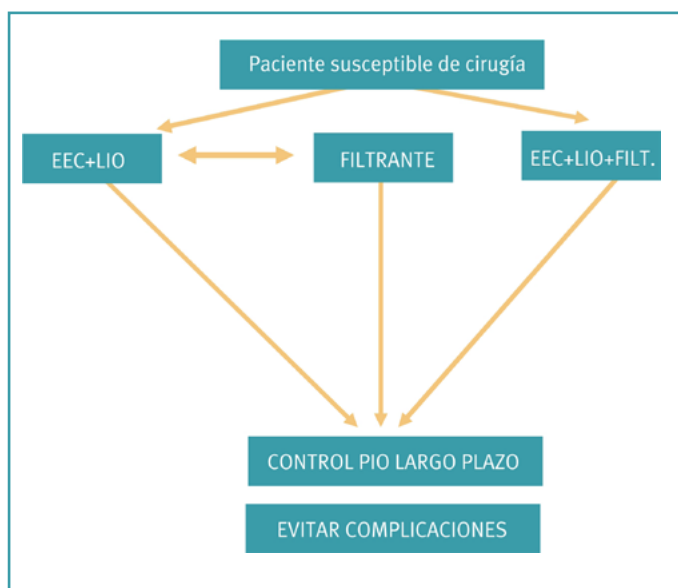 Paciente susceptible de cirugía
EEC+LIO
FILTRANTE
EEC+LIO+FILT.
CONTROL PIO LARGO PLAZO
EVITAR COMPLICACIONES